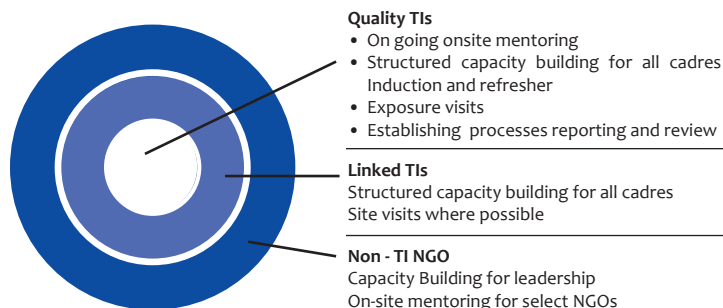 Quality TIs
• On going onsite mentoring
• Structured capacity building for all cadres
Induction and refresher
• Exposure visits
• Establishing processes reporting and review
Linked TIs
Structured capacity building for all cadres
Site visits where possible
Non - TI NGO
Capacity Building for leadership
On-site mentoring for select NGOs